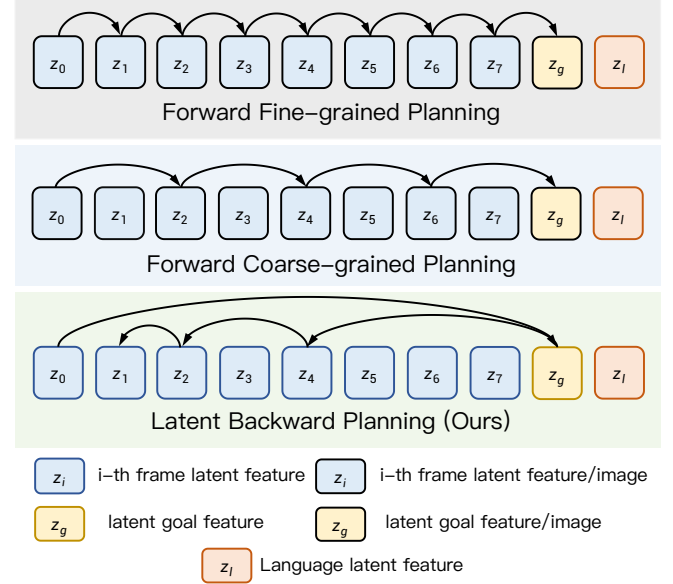 z0 z1 z2 z3 z4 z5 z6 z7 zg zl
Forward Fine-grained Planning
z0 z1 z2 z3 z4 z5 z6 z7 zg zl
Forward Coarse-grained Planning
z0 z1 z2 z3 z4 z5 z6 z7 zg zl
Latent Backward Planning (Ours)
zi i-th frame latent feature zi i-th frame latent feature/image
zg latent goal feature zg latent goal feature/image
zl Language latent feature